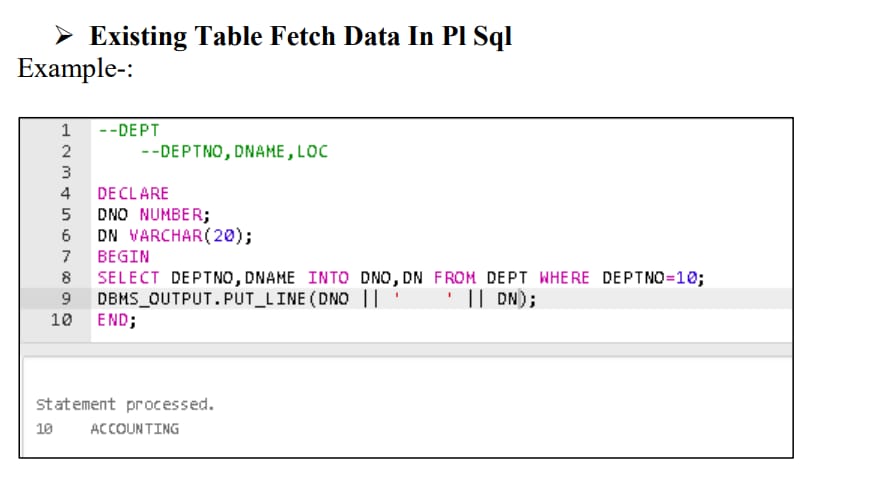 ➢ Existing Table Fetch Data In Pl Sql
Example-:
1 --DEPT
2 --DEPTNO,DNAME,LOC
3
4 DECLARE
5 DNO NUMBER;
6 DN VARCHAR(20);
7 BEGIN
8 SELECT DEPTNO,DNAME INTO DNO,DN FROM DEPT WHERE DEPTNO=10;
9 DBMS_OUTPUT.PUT_LINE(DNO || '     ' || DN);
10 END;
Statement processed.
10 ACCOUNTING